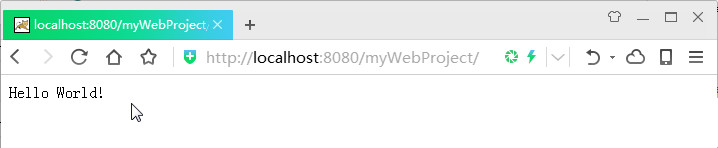 localhost:8080/myWebProject/
http://localhost:8080/myWebProject/
Hello World!